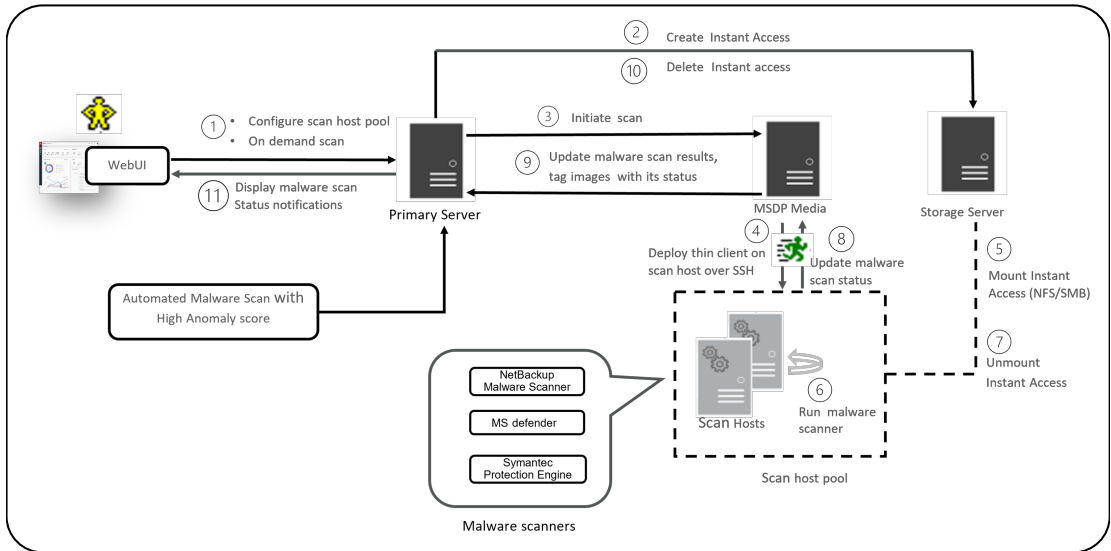 2
Create Instant Access
10
Delete Instant access
1
• Configure scan host pool
• On demand scan
3
Initiate scan
WebUI
9
Update malware scan results,
tag images with its status
11
Display malware scan
Status notifications
Primary Server
MSDP Media
Storage Server
4
Deploy thin client on
scan host over SSH
8
Update malware
scan status
5
Mount Instant
Access (NFS/SMB)
Automated Malware Scan with
High Anomaly score
7
Unmount
Instant Access
NetBackup
Malware Scanner
MS defender
Symantec
Protection Engine
6
Run malware
scanner
Scan Hosts
Scan host pool
Malware scanners